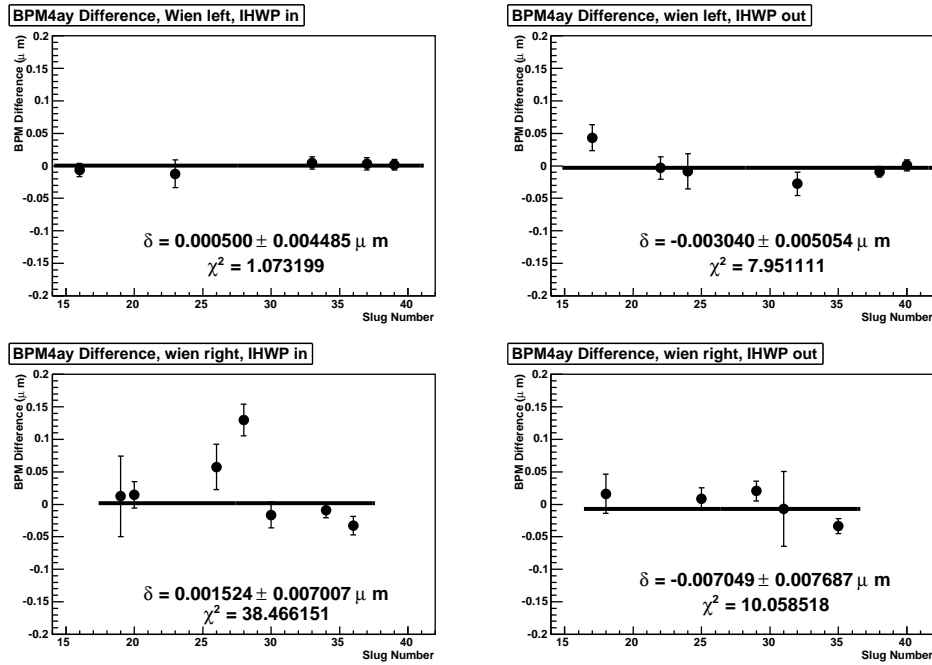 BPM4ay Difference, Wien left, IHWP in
BPM Difference (μ m)
0.2
0.15
0.1
0.05
0
-0.05
-0.1
-0.15
-0.2
δ = 0.000500 ± 0.004485 μ m
χ² = 1.073199
15 20 25 30 35 40
Slug Number
BPM4ay Difference, wien left, IHWP out
BPM Difference (μ m)
0.2
0.15
0.1
0.05
0
-0.05
-0.1
-0.15
-0.2
δ = -0.003040 ± 0.005054 μ m
χ² = 7.951111
15 20 25 30 35 40
Slug Number
BPM4ay Difference, wien right, IHWP in
BPM Difference (μ m)
0.2
0.15
0.1
0.05
0
-0.05
-0.1
-0.15
-0.2
δ = 0.001524 ± 0.007007 μ m
χ² = 38.466151
15 20 25 30 35 40
Slug Number
BPM4ay Difference, wien right, IHWP out
BPM Difference (μ m)
0.2
0.15
0.1
0.05
0
-0.05
-0.1
-0.15
-0.2
δ = -0.007049 ± 0.007687 μ m
χ² = 10.058518
15 20 25 30 35 40
Slug Number